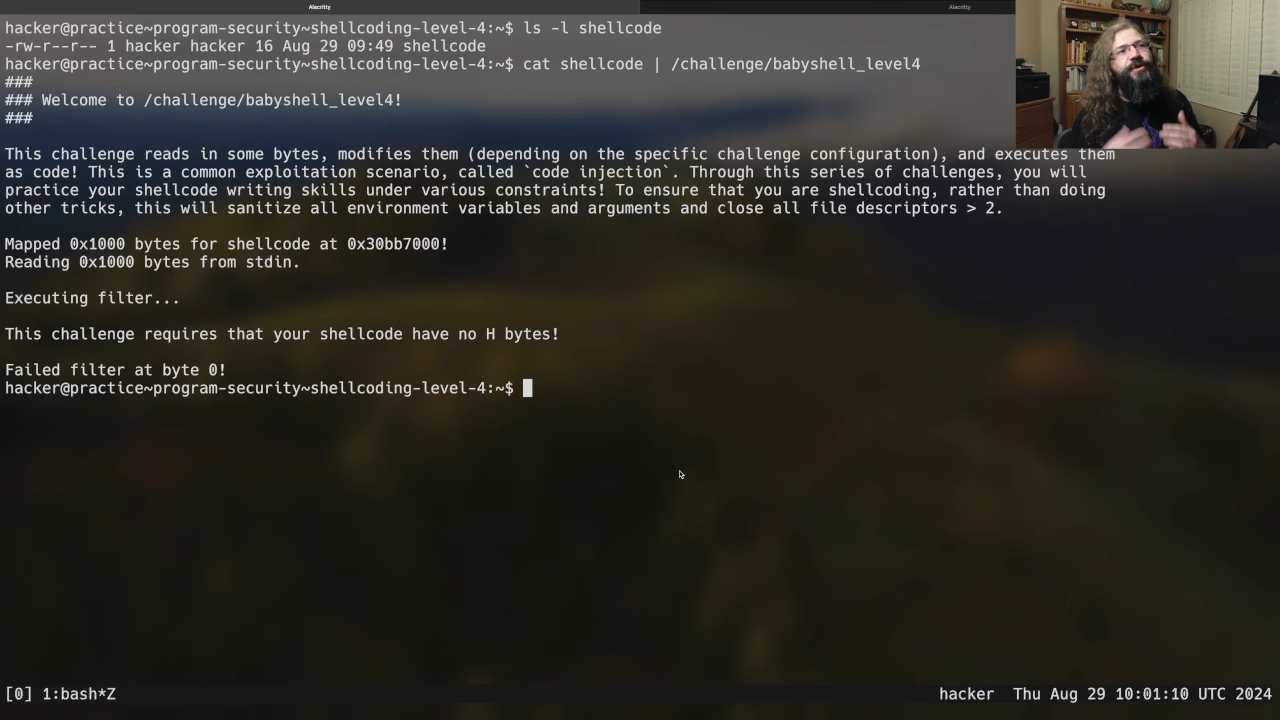 Alacritty
Alacritty
hacker@practice~program-security~shellcoding-level-4:~$ ls -l shellcode
-rw-r--r-- 1 hacker hacker 16 Aug 29 09:49 shellcode
hacker@practice~program-security~shellcoding-level-4:~$ cat shellcode | /challenge/babyshell_level4
###
### Welcome to /challenge/babyshell_level4!
###
This challenge reads in some bytes, modifies them (depending on the specific challenge configuration), and executes them
as code! This is a common exploitation scenario, called `code injection`. Through this series of challenges, you will
practice your shellcode writing skills under various constraints! To ensure that you are shellcoding, rather than doing
other tricks, this will sanitize all environment variables and arguments and close all file descriptors > 2.
Mapped 0x1000 bytes for shellcode at 0x30bb7000!
Reading 0x1000 bytes from stdin.
Executing filter...
This challenge requires that your shellcode have no H bytes!
Failed filter at byte 0!
hacker@practice~program-security~shellcoding-level-4:~$
[0] 1:bash*Z
hacker Thu Aug 29 10:01:10 UTC 2024